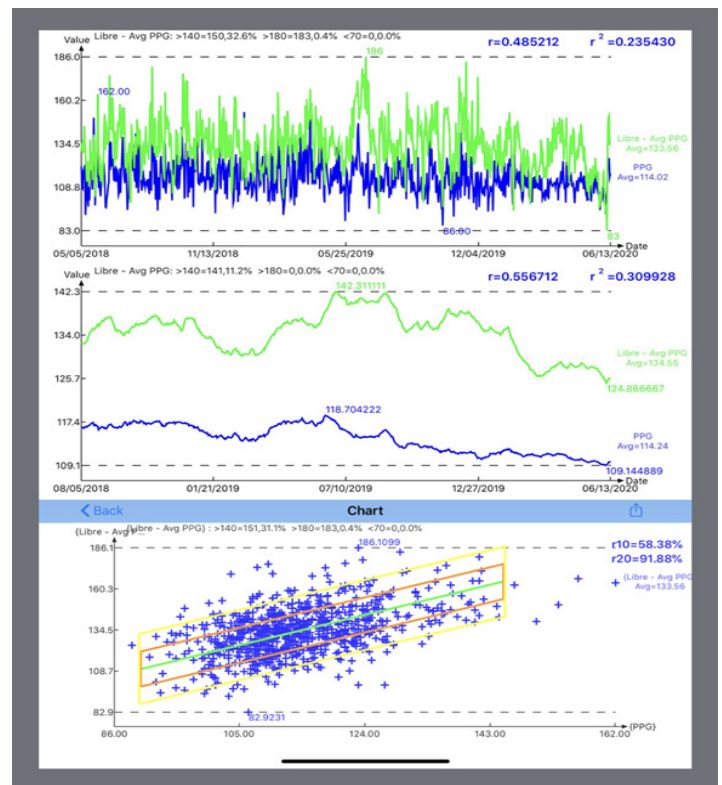 Value Libre - Avg PPG: >140=150,32.6% >180=183,0.4% <70=0,0.0%
r=0.485212 r 2 =0.235430
186.0
186
162.00
160.2
134.5
Libre - Avg PPG
Avg=133.56
PPG
Avg=114.02
108.8
83.0
86.00
83
Date
05/05/2018 11/13/2018 05/25/2019 12/04/2019 06/13/2020
Value Libre - Avg PPG: >140=141,11.2% >180=0,0.0% <70=0,0.0%
r=0.556712 r 2 =0.309928
142.311111
142.3
134.0
Libre - Avg PPG
Avg=134.55
125.7
124.866667
118.704222
117.4
PPG
Avg=114.24
109.1
109.144889
Date
08/05/2018 01/21/2019 07/10/2019 12/27/2019 06/13/2020
Back Chart
{Libre - Avg P... {Libre - Avg PPG} : >140=151,31.1% >180=183,0.4% <70=0,0.0%
186.1
186.1099
r10=58.38%
r20=91.88%
{Libre - Avg PPG
Avg=133.56
160.3
134.5
108.7
82.9
82.9231
{PPG}
86.00 105.00 124.00 143.00 162.00